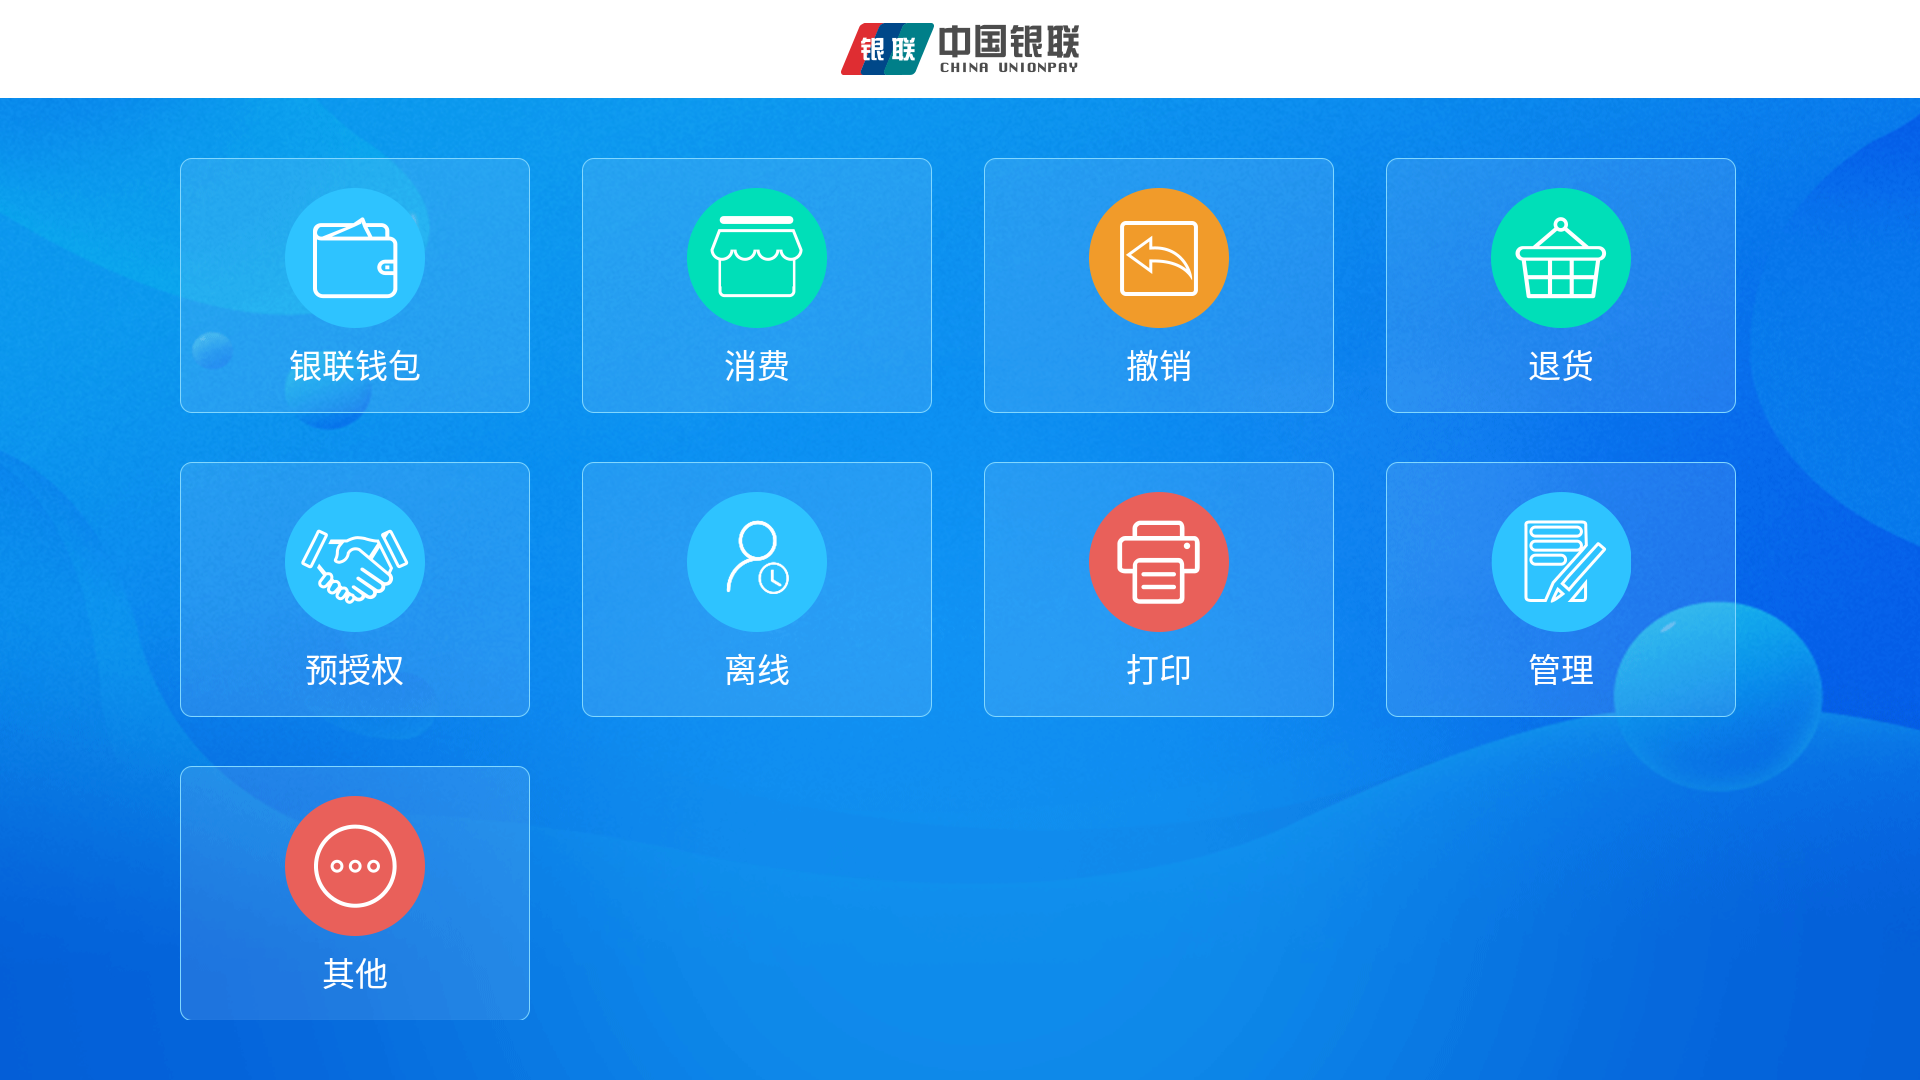 银联 中国银联
CHINA UNIONPAY
银联钱包
消费
撤销
退货
预授权
离线
打印
管理
其他